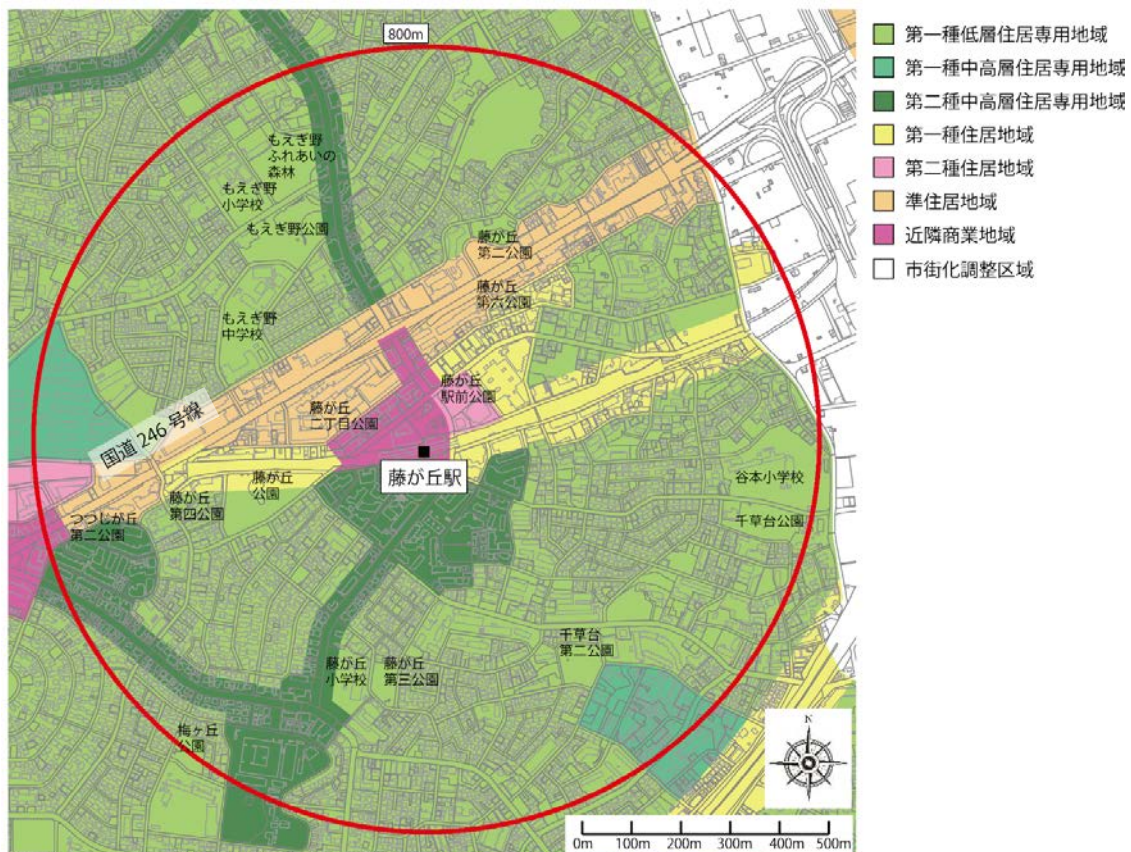 800m
もえぎ野
ふれあいの
森林
もえぎ野
小学校
もえぎ野公園
藤が丘
第二公園
藤が丘
第六公園
もえぎ野
中学校
藤が丘
駅前公園
藤が丘
二丁目公園
国道 246 号線
藤が丘駅
藤が丘
公園
藤が丘
第四公園
つつじが丘
第二公園
谷本小学校
千草台公園
千草台
第二公園
藤が丘
小学校
藤が丘
第三公園
梅ヶ丘
公園
N
0m 100m 200m 300m 400m 500m
第一種低層住居専用地域
第一種中高層住居専用地域
第二種中高層住居専用地域
第一種住居地域
第二種住居地域
準住居地域
近隣商業地域
市街化調整区域